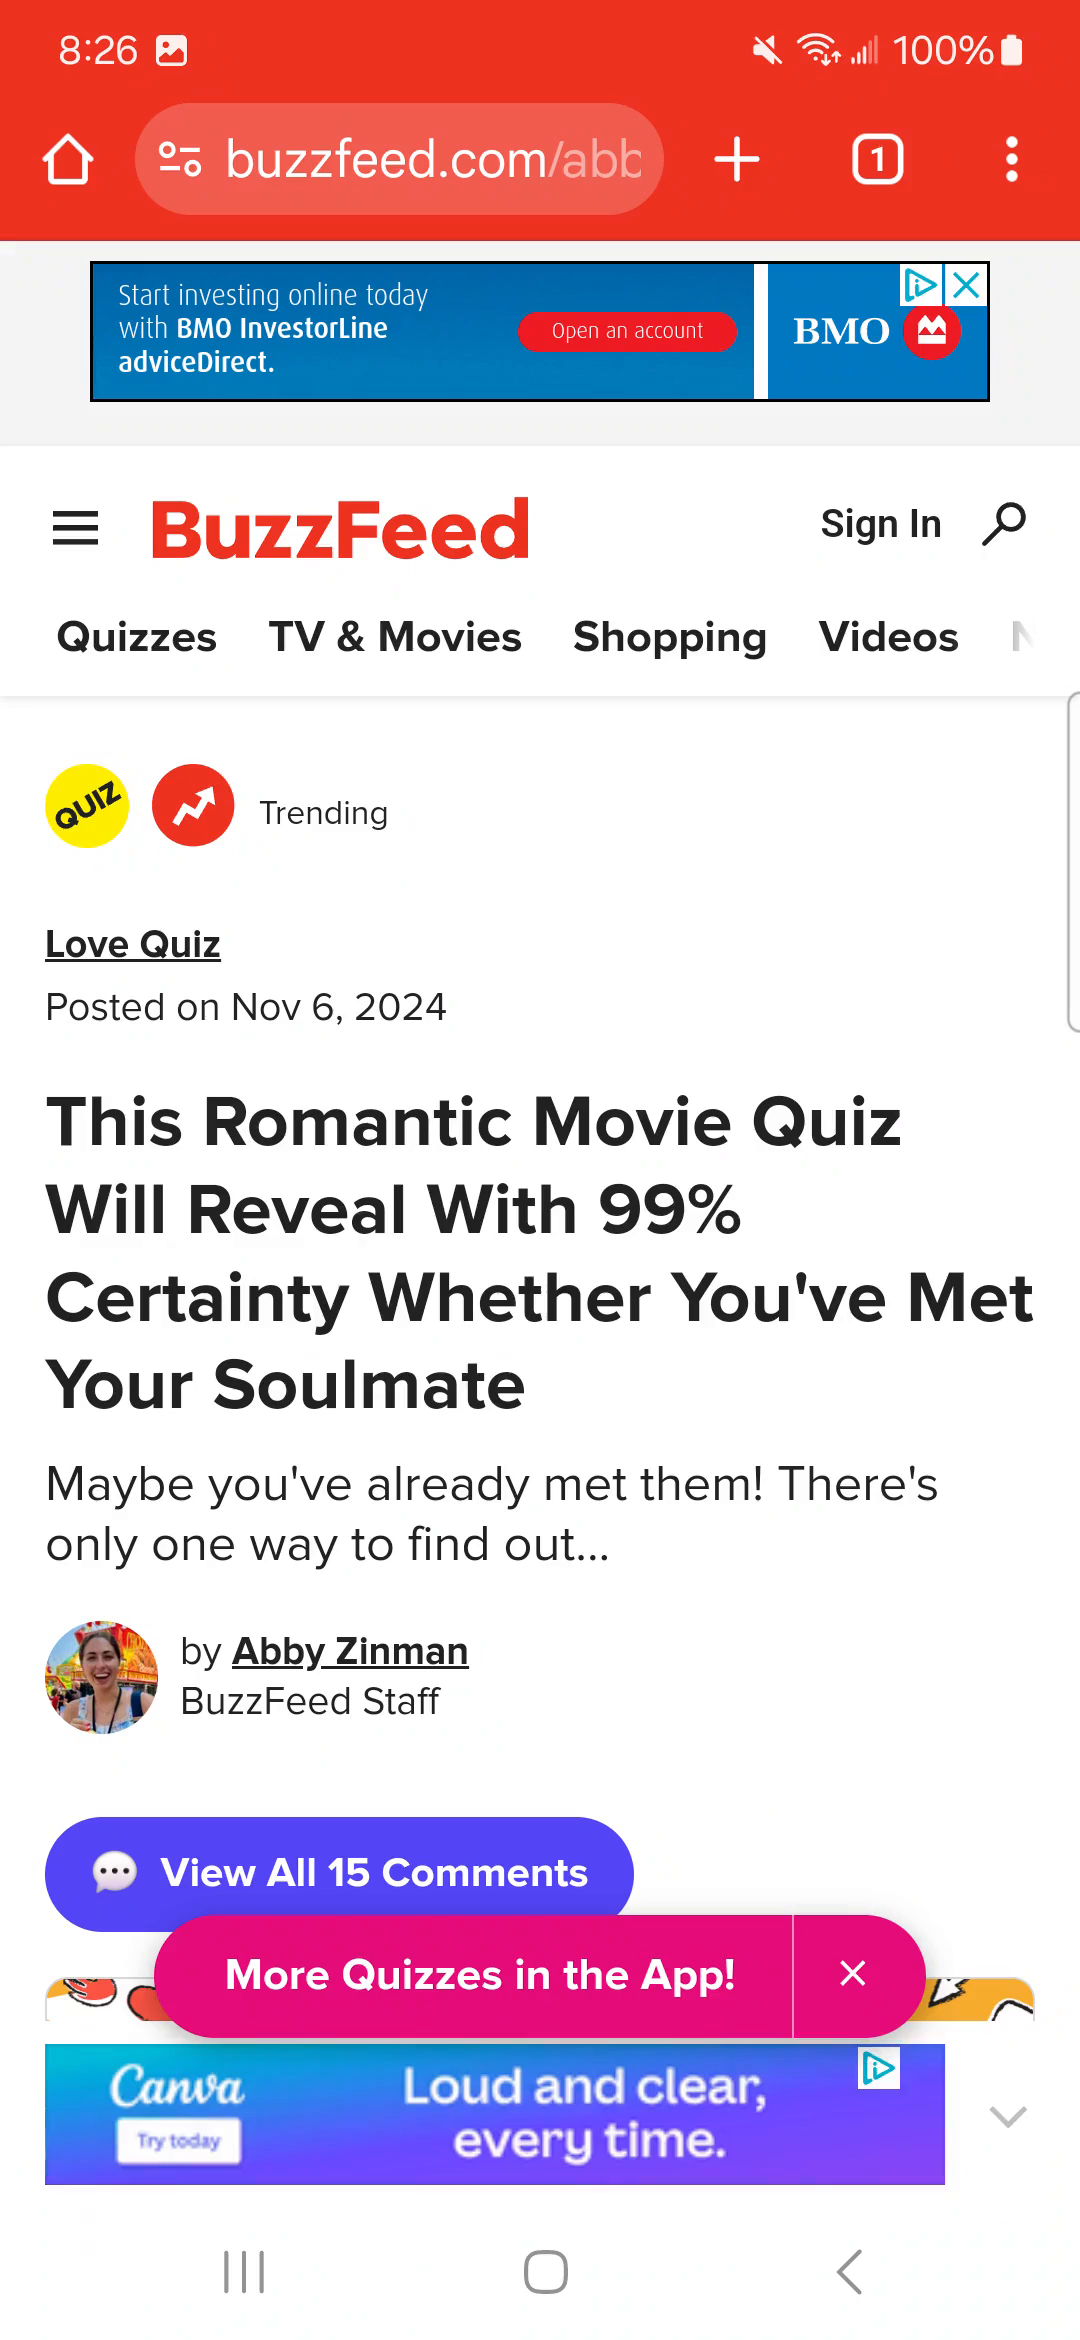 8:26
100%
buzzfeed.com/abb
1
Start investing online today
with BMO InvestorLine
adviceDirect.
Open an account
BMO
BuzzFeed
Sign In
Quizzes TV & Movies Shopping Videos N
QUIZ
Trending
Love Quiz
Posted on Nov 6, 2024
This Romantic Movie Quiz
Will Reveal With 99%
Certainty Whether You've Met
Your Soulmate
Maybe you've already met them! There's
only one way to find out...
by Abby Zinman
BuzzFeed Staff
View All 15 Comments
More Quizzes in the App!
Canva
Try today
Loud and clear,
every time.